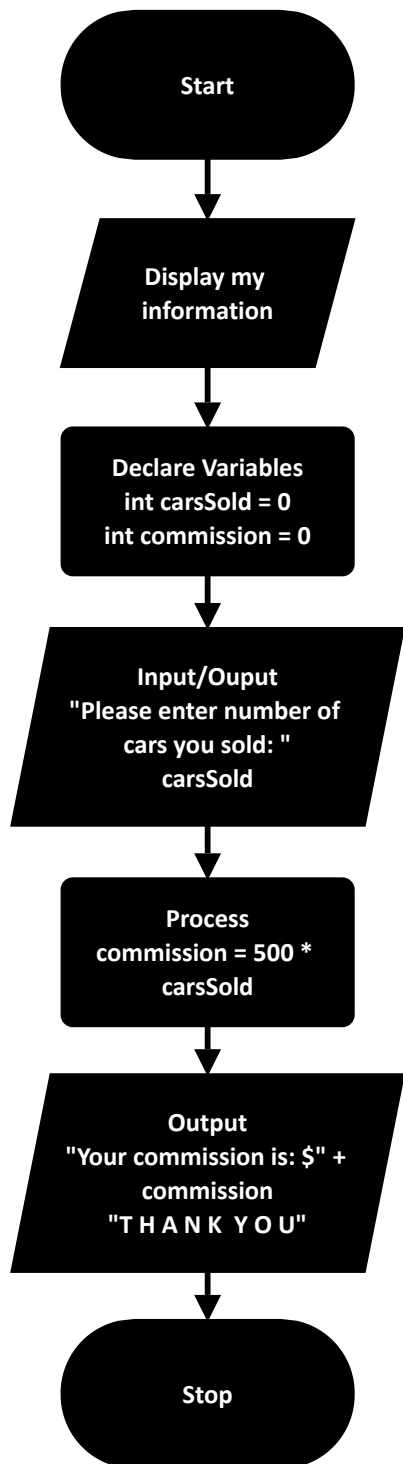 Start
Display my
information
Declare Variables
int carsSold = 0
int commission = 0
Input/Ouput
"Please enter number of
cars you sold: "
carsSold
Process
commission = 500 *
carsSold
Output
"Your commission is: $" +
commission
"T H A N K  Y O U"
Stop